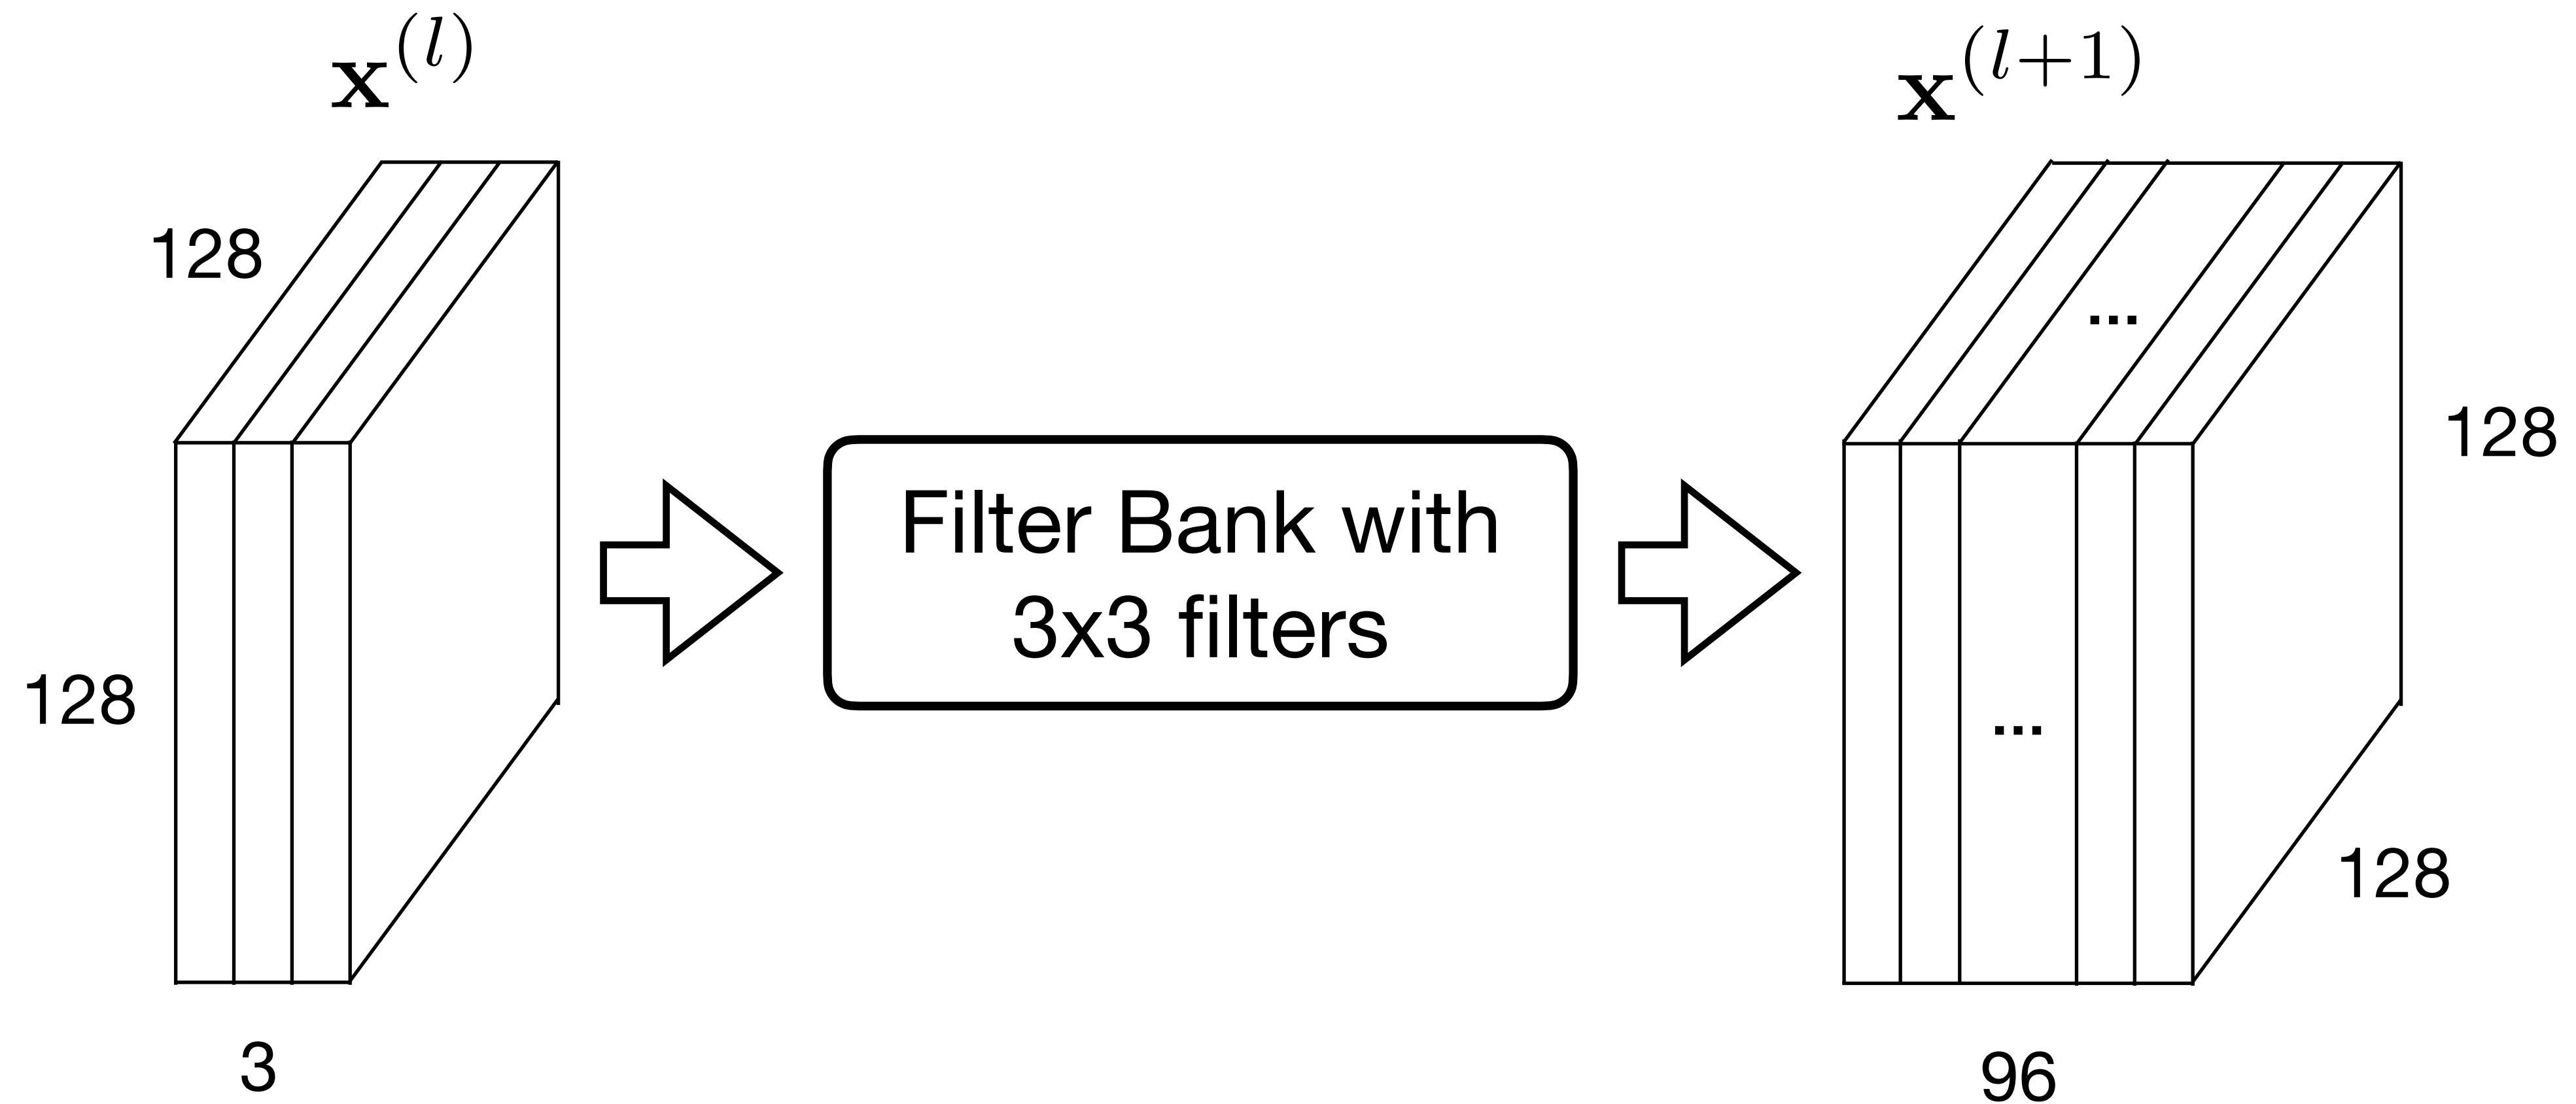 x^(l)
x^(l+1)
128
128
3
Filter Bank with
3x3 filters
...
...
128
128
96